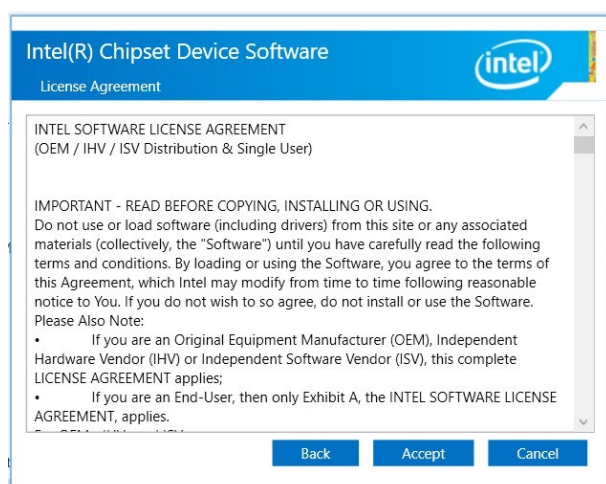 Intel(R) Chipset Device Software
License Agreement
intel
INTEL SOFTWARE LICENSE AGREEMENT
(OEM / IHV / ISV Distribution & Single User)
IMPORTANT - READ BEFORE COPYING, INSTALLING OR USING.
Do not use or load software (including drivers) from this site or any associated
materials (collectively, the "Software") until you have carefully read the following
terms and conditions. By loading or using the Software, you agree to the terms of
this Agreement, which Intel may modify from time to time following reasonable
notice to You. If you do not wish to so agree, do not install or use the Software.
Please Also Note:
• If you are an Original Equipment Manufacturer (OEM), Independent
Hardware Vendor (IHV) or Independent Software Vendor (ISV), this complete
LICENSE AGREEMENT applies;
• If you are an End-User, then only Exhibit A, the INTEL SOFTWARE LICENSE
AGREEMENT, applies.
Back Accept Cancel